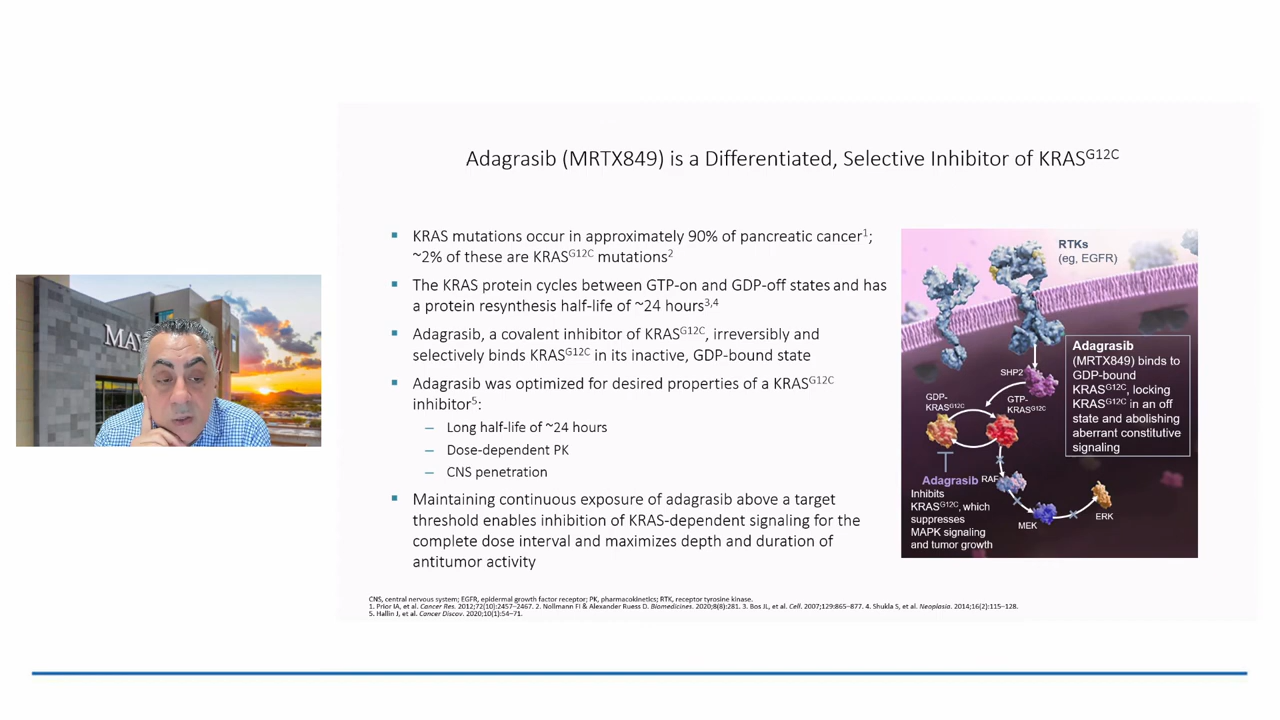 Adagrasib (MRTX849) is a Differentiated, Selective Inhibitor of KRASG12C
KRAS mutations occur in approximately 90% of pancreatic cancer1;
~2% of these are KRASG12C mutations2
The KRAS protein cycles between GTP-on and GDP-off states and has
a protein resynthesis half-life of ~24 hours3,4
Adagrasib, a covalent inhibitor of KRASG12C, irreversibly and
selectively binds KRASG12C in its inactive, GDP-bound state
Adagrasib was optimized for desired properties of a KRASG12C
inhibitor5:
– Long half-life of ~24 hours
– Dose-dependent PK
– CNS penetration
Maintaining continuous exposure of adagrasib above a target
threshold enables inhibition of KRAS-dependent signaling for the
complete dose interval and maximizes depth and duration of
antitumor activity
RTKs
(eg, EGFR)
Adagrasib
(MRTX849) binds to
GDP-bound
KRASG12C, locking
KRASG12C in an off
state and abolishing
aberrant constitutive
signaling
SHP2
GDP-
KRASG12C
GTP-
KRASG12C
Adagrasib
Inhibits
KRASG12C, which
suppresses
MAPK signaling
and tumor growth
RAF
MEK
ERK
MAY
CNS, central nervous system; EGFR, epidermal growth factor receptor; PK, pharmacokinetics; RTK, receptor tyrosine kinase.
1. Prior IA, et al. Cancer Res. 2012;72(10):2457–2467. 2. Nollmann FI & Alexander Ruess D. Biomedicines. 2020;8(8):281. 3. Bos JL, et al. Cell. 2007;129:865–877. 4. Shukla S, et al. Neoplasia. 2014;16(2):115–128.
5. Hallin J, et al. Cancer Discov. 2020;10(1):54–71.